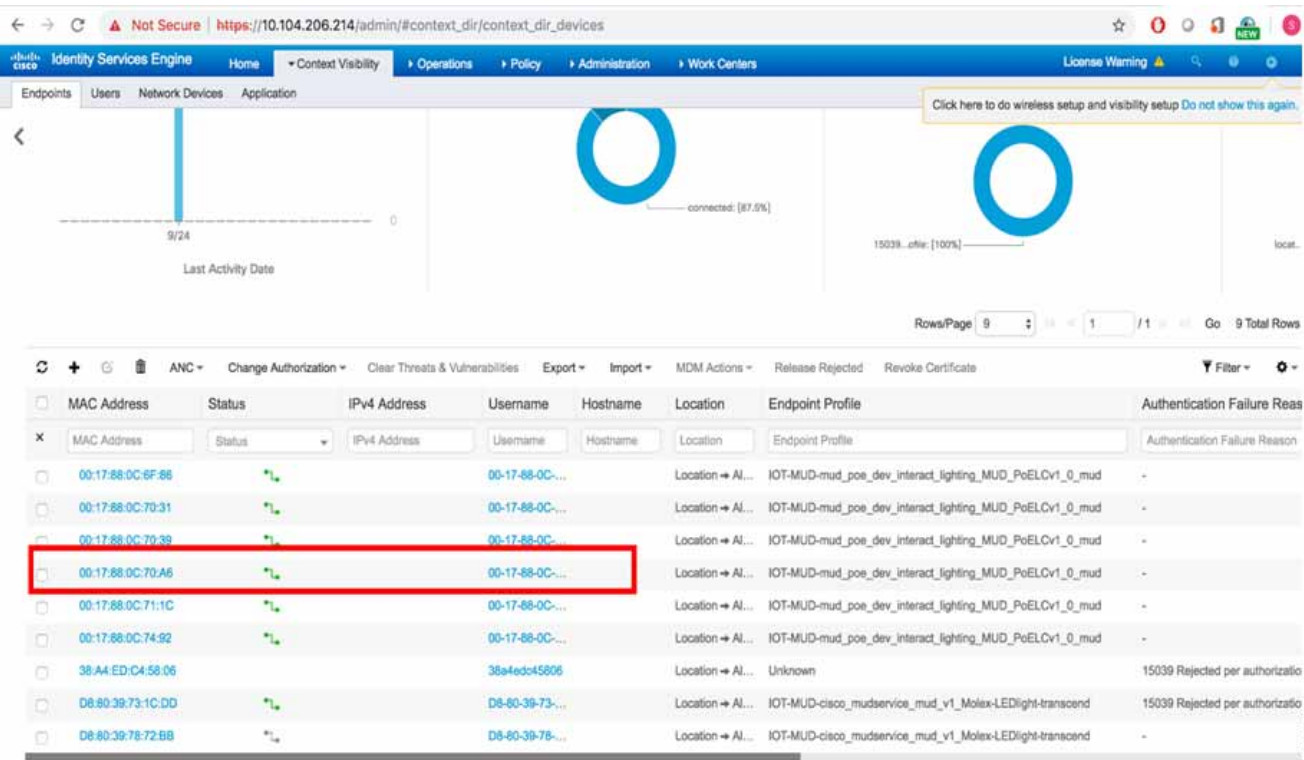 Not Secure | https://10.104.206.214/admin/#context_dir/context_dir_devices
NEW S
cisco Identity Services Engine Home Context Visibility Operations Policy Administration Work Centers License Warning
Endpoints Users Network Devices Application
Click here to do wireless setup and visibility setup Do not show this again.
0
9/24
Last Activity Date
connected: [87.5%]
15039...ofile: [100%]
locat...
Rows/Page 9 1 /1 Go 9 Total Rows
ANC Change Authorization Clear Threats & Vulnerabilities Export Import MDM Actions Release Rejected Revoke Certificate Filter
MAC Address Status IPv4 Address Username Hostname Location Endpoint Profile Authentication Failure Reas
MAC Address Status IPv4 Address Username Hostname Location Endpoint Profile Authentication Failure Reason
00:17:88:0C:6F:86 00-17-88-0C-... Location → Al... IOT-MUD-mud_poe_dev_interact_lighting_MUD_PoELCv1_0_mud -
00:17:88:0C:70:31 00-17-88-0C-... Location → Al... IOT-MUD-mud_poe_dev_interact_lighting_MUD_PoELCv1_0_mud -
00:17:88:0C:70:39 00-17-88-0C-... Location → Al... IOT-MUD-mud_poe_dev_interact_lighting_MUD_PoELCv1_0_mud -
00:17:88:0C:70:A6 00-17-88-0C-... Location → Al... IOT-MUD-mud_poe_dev_interact_lighting_MUD_PoELCv1_0_mud -
00:17:88:0C:71:1C 00-17-88-0C-... Location → Al... IOT-MUD-mud_poe_dev_interact_lighting_MUD_PoELCv1_0_mud -
00:17:88:0C:74:92 00-17-88-0C-... Location → Al... IOT-MUD-mud_poe_dev_interact_lighting_MUD_PoELCv1_0_mud -
38:A4:ED:C4:58:06 38a4edc45806 Location → Al... Unknown 15039 Rejected per authorizatio
D8:80:39:73:1C:DD D8-80-39-73-... Location → Al... IOT-MUD-cisco_mudservice_mud_v1_Molex-LEDlight-transcend 15039 Rejected per authorizatio
D8:80:39:78:72:BB D8-80-39-78-... Location → Al... IOT-MUD-cisco_mudservice_mud_v1_Molex-LEDlight-transcend -